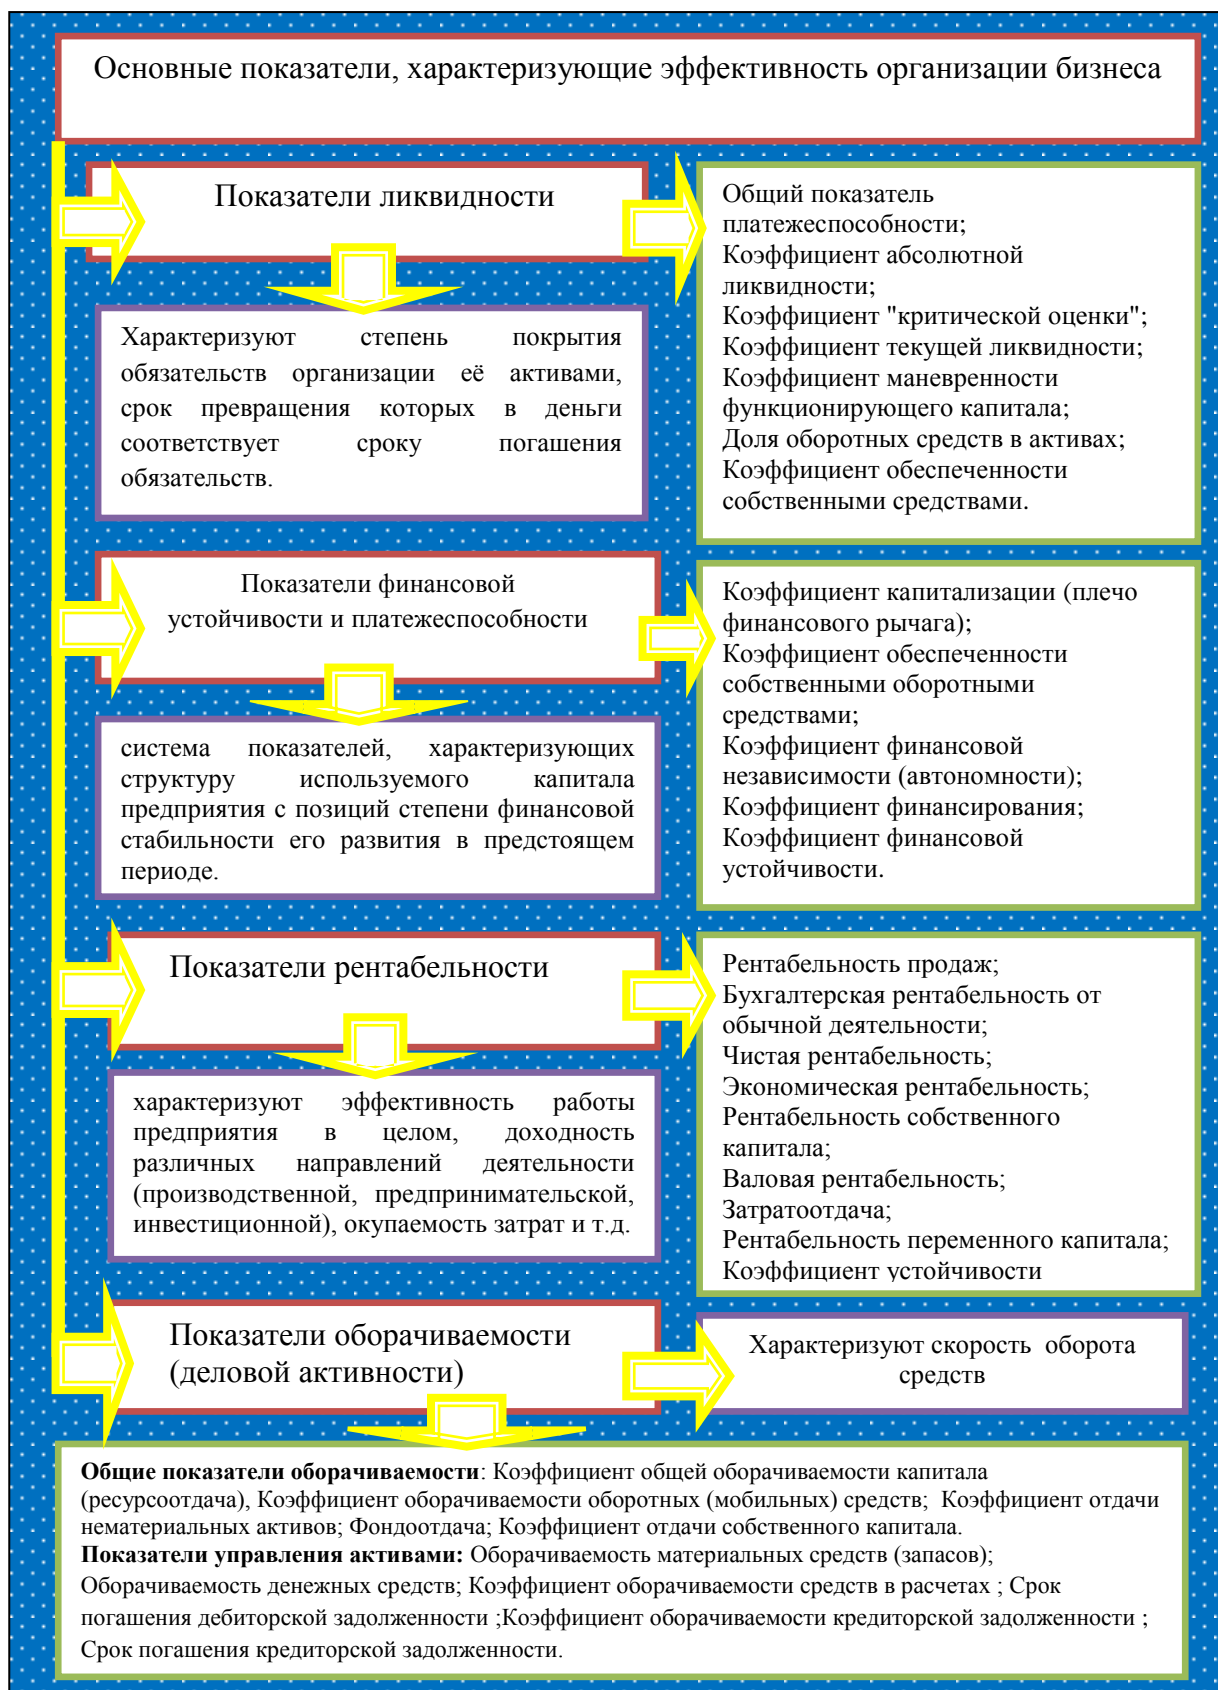 Основные показатели, характеризующие эффективность организации бизнеса
Показатели ликвидности
Общий показатель
платежеспособности;
Коэффициент абсолютной
ликвидности;
Коэффициент "критической оценки";
Коэффициент текущей ликвидности;
Коэффициент маневренности
функционирующего капитала;
Доля оборотных средств в активах;
Коэффициент обеспеченности
собственными средствами.
Характеризуют степень покрытия
обязательств организации её активами,
срок превращения которых в деньги
соответствует сроку погашения
обязательств.
Показатели финансовой
устойчивости и платежеспособности
Коэффициент капитализации (плечо
финансового рычага);
Коэффициент обеспеченности
собственными оборотными
средствами;
Коэффициент финансовой
независимости (автономности);
Коэффициент финансирования;
Коэффициент финансовой
устойчивости.
система показателей, характеризующих
структуру используемого капитала
предприятия с позиций степени финансовой
стабильности его развития в предстоящем
периоде.
Показатели рентабельности
Рентабельность продаж;
Бухгалтерская рентабельность от
обычной деятельности;
Чистая рентабельность;
Экономическая рентабельность;
Рентабельность собственного
капитала;
Валовая рентабельность;
Затратоотдача;
Рентабельность переменного капитала;
Коэффициент устойчивости
характеризуют эффективность работы
предприятия в целом, доходность
различных направлений деятельности
(производственной, предпринимательской,
инвестиционной), окупаемость затрат и т.д.
Показатели оборачиваемости
(деловой активности)
Характеризуют скорость оборота
средств
Общие показатели оборачиваемости: Коэффициент общей оборачиваемости капитала
(ресурсоотдача), Коэффициент оборачиваемости оборотных (мобильных) средств; Коэффициент отдачи
нематериальных активов; Фондоотдача; Коэффициент отдачи собственного капитала.
Показатели управления активами: Оборачиваемость материальных средств (запасов);
Оборачиваемость денежных средств; Коэффициент оборачиваемости средств в расчетах ; Срок
погашения дебиторской задолженности ;Коэффициент оборачиваемости кредиторской задолженности ;
Срок погашения кредиторской задолженности.